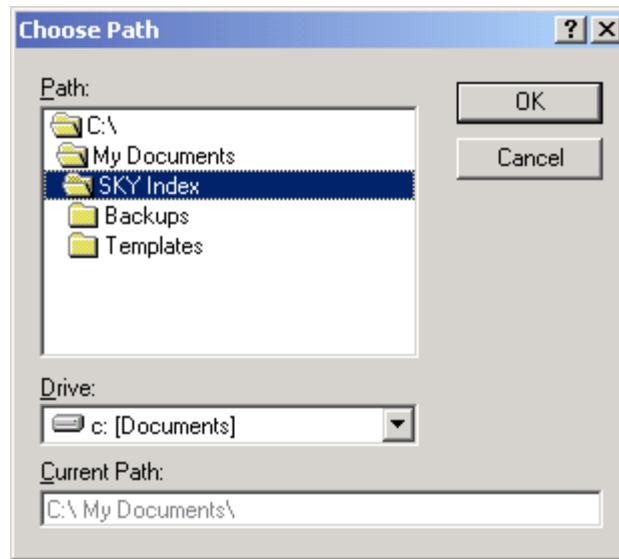 Choose Path
Path:
OK
C:\
My Documents
Cancel
SKY Index
Backups
Templates
Drive:
c: [Documents]
Current Path:
C:\ My Documents\